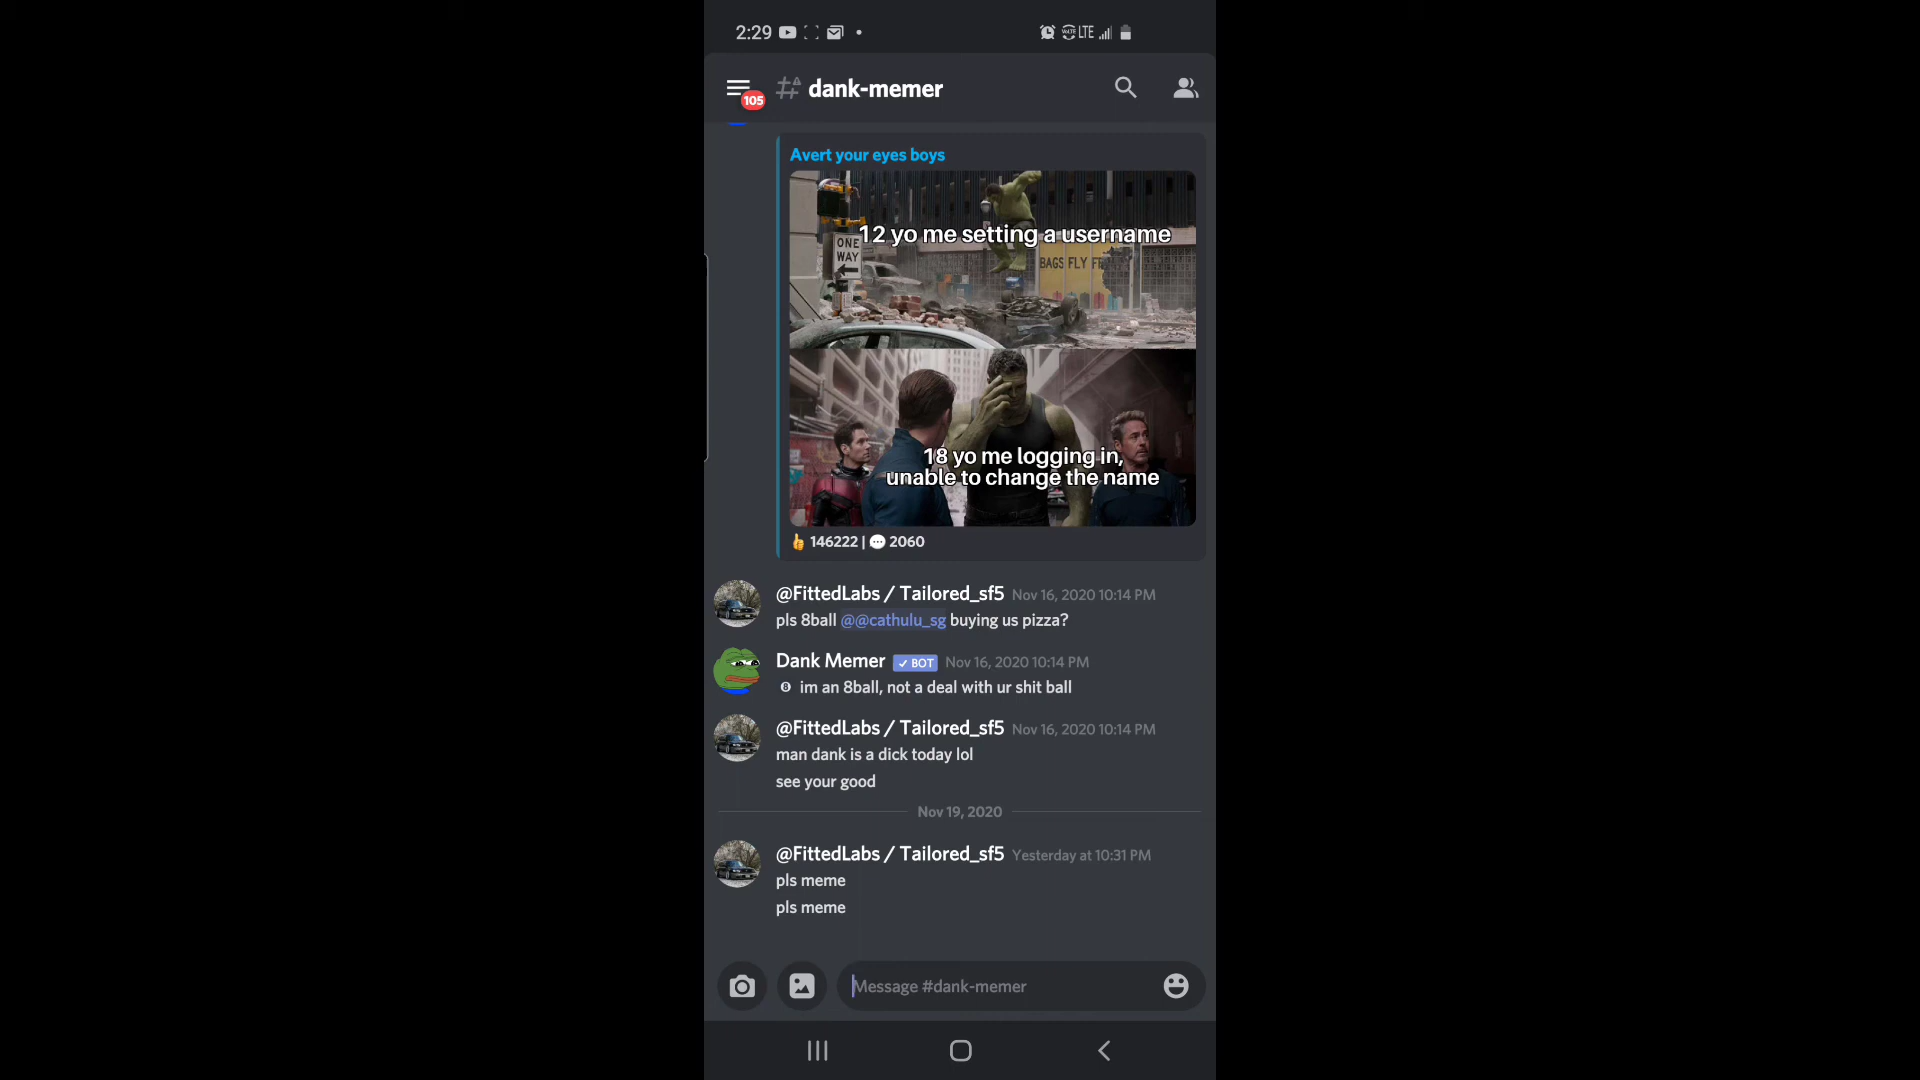 2:29
VoLTE LTE
105
dank-memer
Avert your eyes boys
12 yo me setting a username
ONE
WAY
BAGS FLY F
18 yo me logging in,
unable to change the name
146222 | 2060
@FittedLabs / Tailored_sf5 Nov 16, 2020 10:14 PM
pls 8ball @@cathulu_sg buying us pizza?
Dank Memer ✓ BOT Nov 16, 2020 10:14 PM
8 im an 8ball, not a deal with ur shit ball
@FittedLabs / Tailored_sf5 Nov 16, 2020 10:14 PM
man dank is a dick today lol
see your good
Nov 19, 2020
@FittedLabs / Tailored_sf5 Yesterday at 10:31 PM
pls meme
pls meme
Message #dank-memer